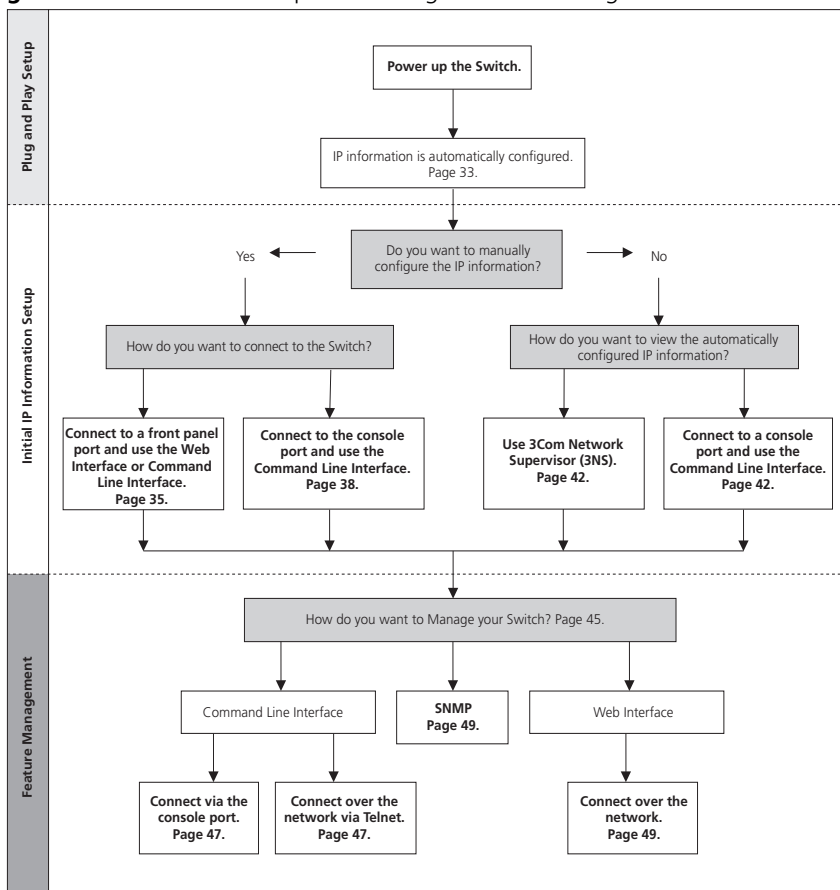 Plug and Play Setup
Power up the Switch.
IP information is automatically configured.
Page 33.
Initial IP Information Setup
Do you want to manually
configure the IP information?
Yes
No
How do you want to connect to the Switch?
How do you want to view the automatically
configured IP information?
Connect to a front panel
port and use the Web
Interface or Command
Line Interface.
Page 35.
Connect to the console
port and use the
Command Line Interface.
Page 38.
Use 3Com Network
Supervisor (3NS).
Page 42.
Connect to a console
port and use the
Command Line Interface.
Page 42.
Feature Management
How do you want to Manage your Switch? Page 45.
Command Line Interface
SNMP
Page 49.
Web Interface
Connect via the
console port.
Page 47.
Connect over the
network via Telnet.
Page 47.
Connect over the
network.
Page 49.